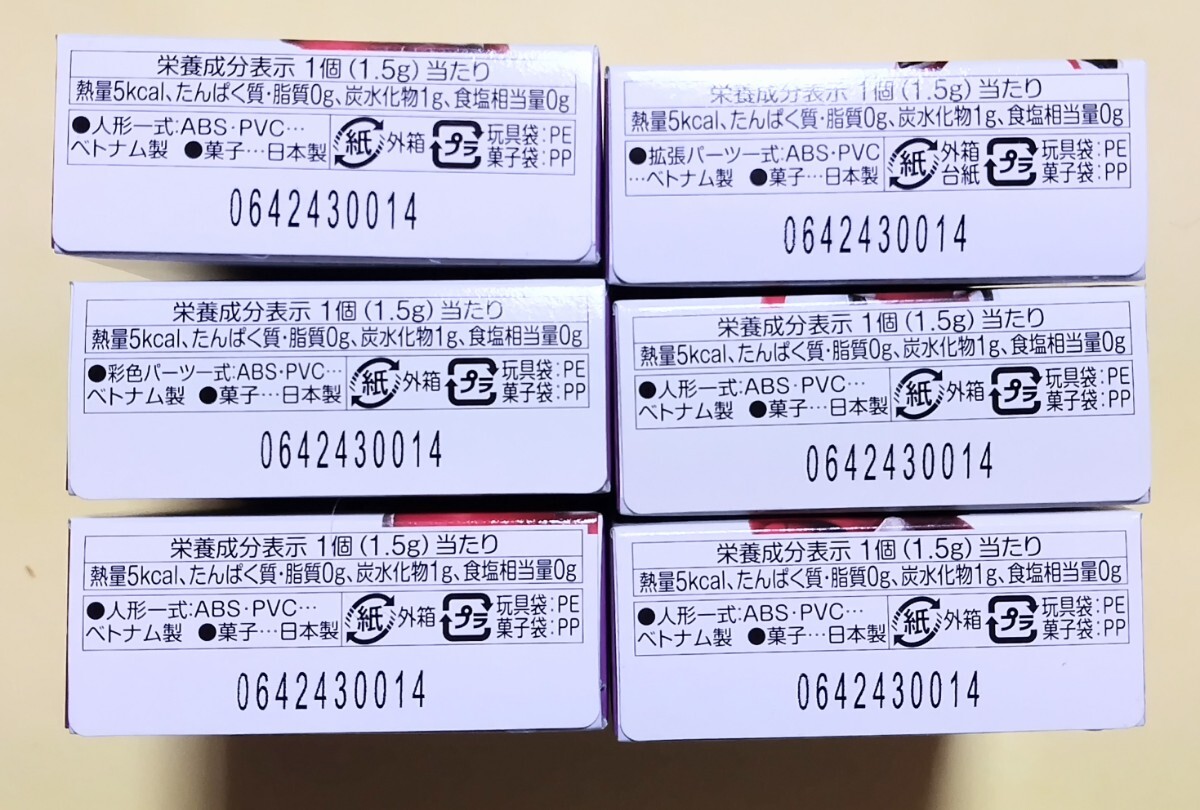 栄養成分表示 1個(1.5g)当たり
熱量5kcal、たんぱく質・脂質0g、炭水化物1g、食塩相当量0g
●人形一式:ABS・PVC…
ベトナム製 ●菓子…日本製
紙 外箱
プラ 玩具袋:PE
菓子袋:PP
0642430014
栄養成分表示 1個(1.5g)当たり
熱量5kcal、たんぱく質・脂質0g、炭水化物1g、食塩相当量0g
●拡張パーツ一式:ABS・PVC
…ベトナム製 ●菓子…日本製
紙 外箱
台紙
プラ 玩具袋:PE
菓子袋:PP
0642430014
栄養成分表示 1個(1.5g)当たり
熱量5kcal、たんぱく質・脂質0g、炭水化物1g、食塩相当量0g
●彩色パーツ一式:ABS・PVC…
ベトナム製 ●菓子…日本製
紙 外箱
プラ 玩具袋:PE
菓子袋:PP
0642430014
栄養成分表示 1個(1.5g)当たり
熱量5kcal、たんぱく質・脂質0g、炭水化物1g、食塩相当量0g
●人形一式:ABS・PVC…
ベトナム製 ●菓子…日本製
紙 外箱
プラ 玩具袋:PE
菓子袋:PP
0642430014
栄養成分表示 1個(1.5g)当たり
熱量5kcal、たんぱく質・脂質0g、炭水化物1g、食塩相当量0g
●人形一式:ABS・PVC…
ベトナム製 ●菓子…日本製
紙 外箱
プラ 玩具袋:PE
菓子袋:PP
0642430014
栄養成分表示 1個(1.5g)当たり
熱量5kcal、たんぱく質・脂質0g、炭水化物1g、食塩相当量0g
●人形一式:ABS・PVC…
ベトナム製 ●菓子…日本製
紙 外箱
プラ 玩具袋:PE
菓子袋:PP
0642430014